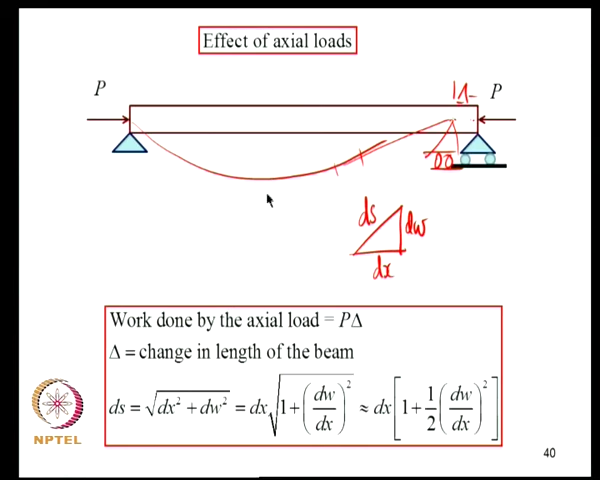 Effect of axial loads
P
Δ
P
ds
dw
dx
Work done by the axial load = PΔ
Δ = change in length of the beam
ds = √(dx² + dw²) = dx√(1 + (dw/dx)²) ≈ dx[1 + 1/2 (dw/dx)²]
NPTEL
40